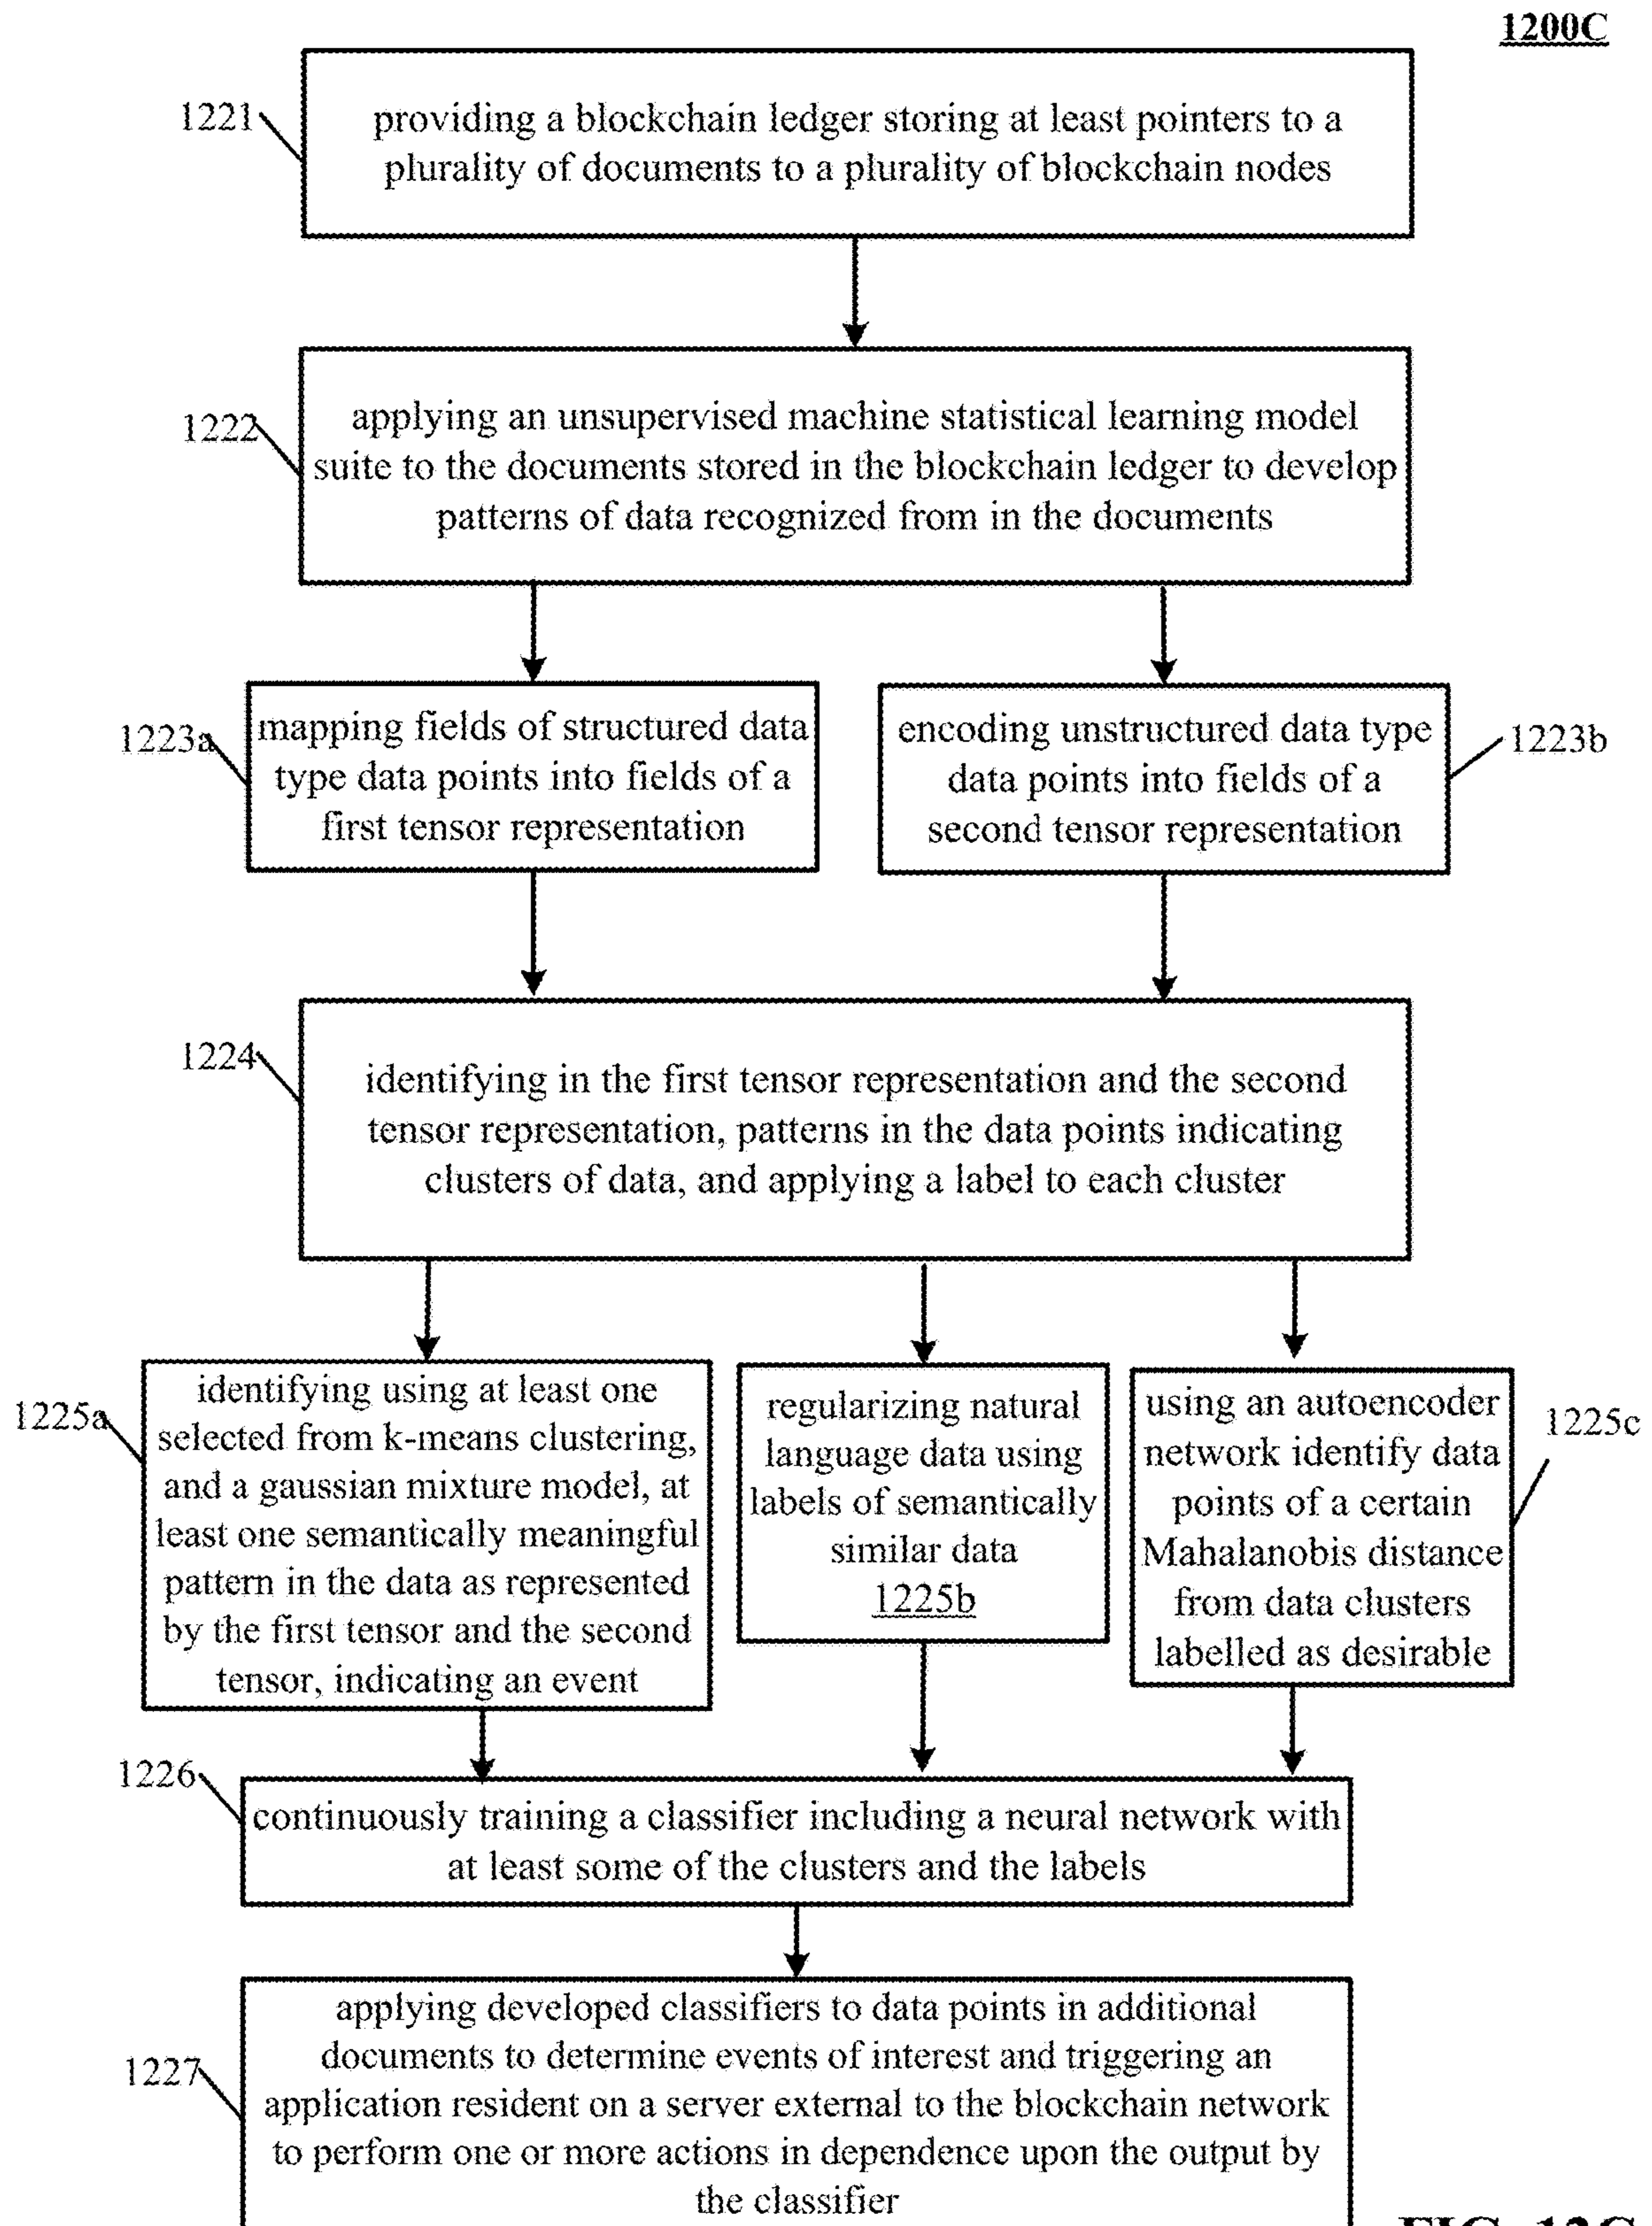 1200C
1221
providing a blockchain ledger storing at least pointers to a
plurality of documents to a plurality of blockchain nodes
1222
applying an unsupervised machine statistical learning model
suite to the documents stored in the blockchain ledger to develop
patterns of data recognized from in the documents
1223a
mapping fields of structured data
type data points into fields of a
first tensor representation
encoding unstructured data type
data points into fields of a
second tensor representation
1223b
1224
identifying in the first tensor representation and the second
tensor representation, patterns in the data points indicating
clusters of data, and applying a label to each cluster
1225a
identifying using at least one
selected from k-means clustering,
and a gaussian mixture model, at
least one semantically meaningful
pattern in the data as represented
by the first tensor and the second
tensor, indicating an event
regularizing natural
language data using
labels of semantically
similar data
1225b
using an autoencoder
network identify data
points of a certain
Mahalanobis distance
from data clusters
labelled as desirable
1225c
1226
continuously training a classifier including a neural network with
at least some of the clusters and the labels
1227
applying developed classifiers to data points in additional
documents to determine events of interest and triggering an
application resident on a server external to the blockchain network
to perform one or more actions in dependence upon the output by
the classifier